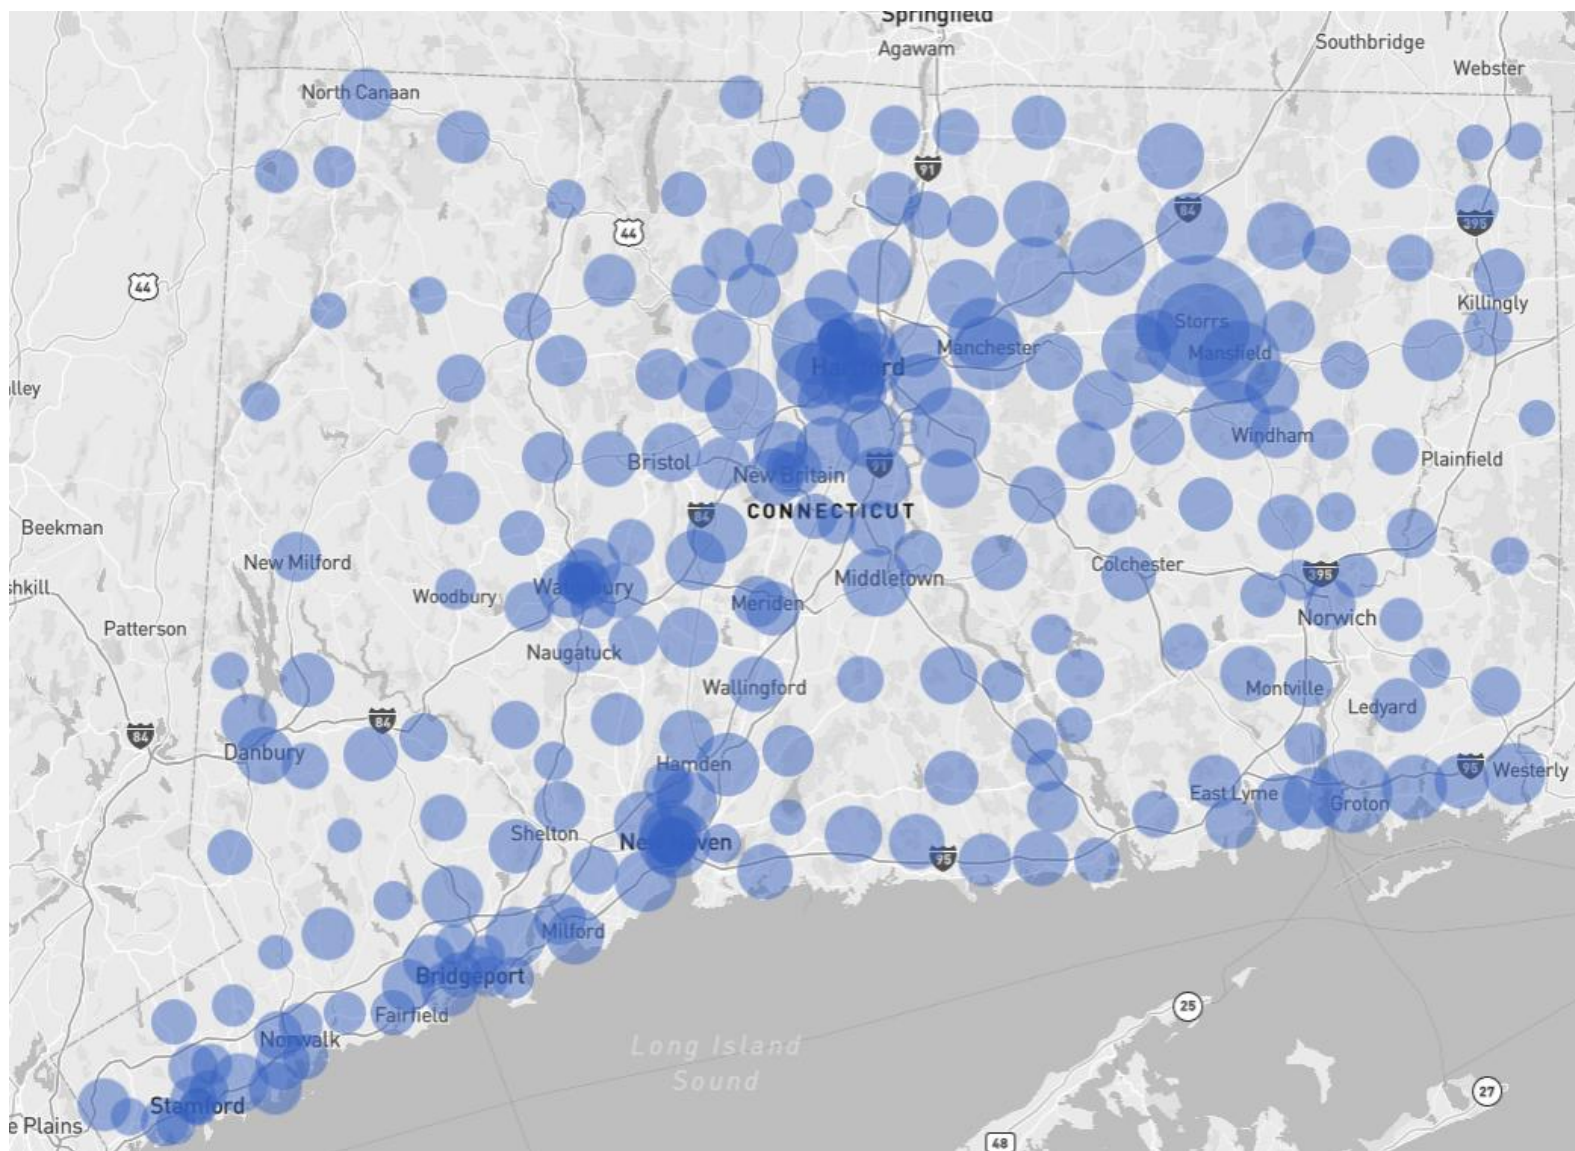 Springfield
Agawam
Southbridge
Webster
North Canaan
91
84
395
44
44
Killingly
Storrs
Manchester
Mansfield
Hartford
alley
Windham
Bristol
91
Plainfield
New Britain
84
CONNECTICUT
Beekman
New Milford
Colchester
395
shkill
Waterbury
Middletown
Woodbury
Meriden
Norwich
Patterson
Naugatuck
Wallingford
Montville
Ledyard
84
84
Danbury
Hamden
95
Westerly
East Lyme
Groton
Shelton
New Haven
95
Milford
Bridgeport
25
Fairfield
Norwalk
Long Island
Sound
27
Stamford
e Plains
48